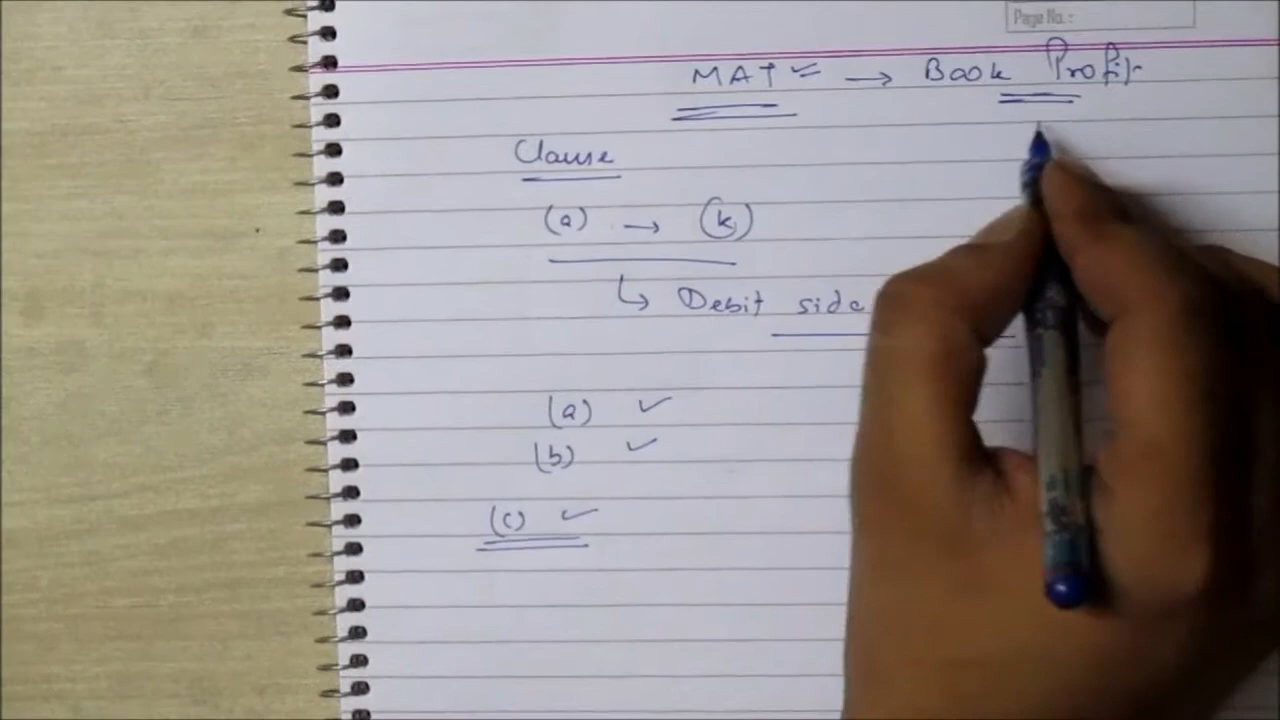 Page No.:
MAT → Book Profit
Clause
(a) → (k)
↳ Debit side
(a) ✓
(b) ✓
(c) ✓